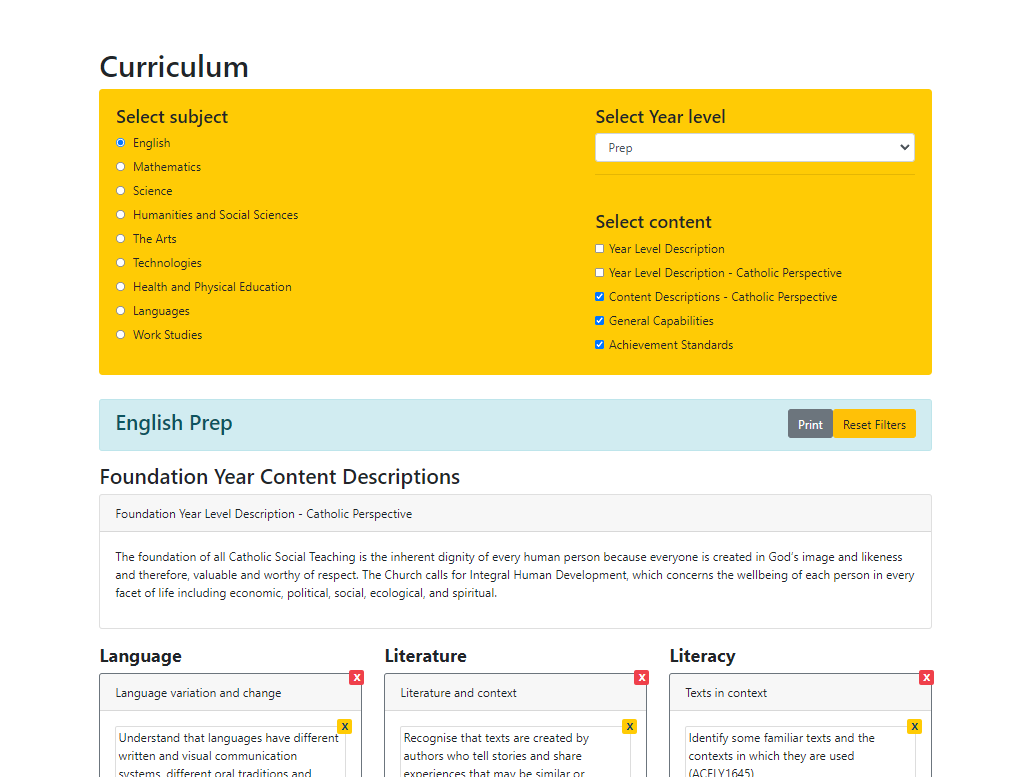 Curriculum
Select subject
English
Mathematics
Science
Humanities and Social Sciences
The Arts
Technologies
Health and Physical Education
Languages
Work Studies
Select Year level
Prep
Select content
Year Level Description
Year Level Description - Catholic Perspective
Content Descriptions - Catholic Perspective
General Capabilities
Achievement Standards
English Prep
Print
Reset Filters
Foundation Year Content Descriptions
Foundation Year Level Description - Catholic Perspective
The foundation of all Catholic Social Teaching is the inherent dignity of every human person because everyone is created in God's image and likeness
and therefore, valuable and worthy of respect. The Church calls for Integral Human Development, which concerns the wellbeing of each person in every
facet of life including economic, political, social, ecological, and spiritual.
Language
X
Language variation and change
X
Understand that languages have different
written and visual communication
systems, different oral traditions and
Literature
X
Literature and context
X
Recognise that texts are created by
authors who tell stories and share
experiences that may be similar or
Literacy
X
Texts in context
X
Identify some familiar texts and the
contexts in which they are used
(ACELY1645)